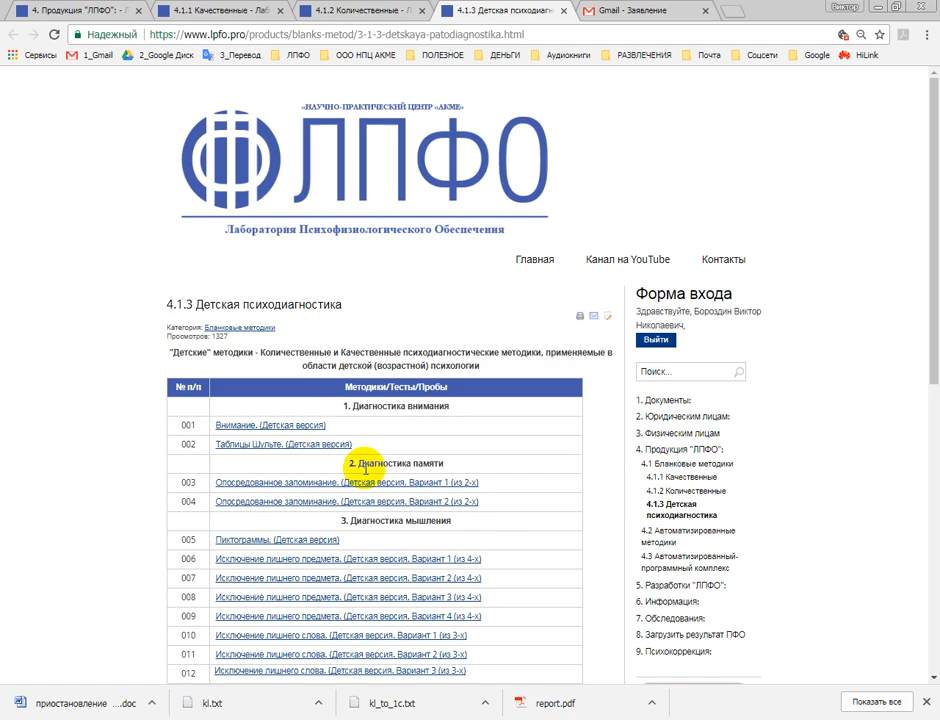 4. Продукция "ЛПФО": - Л
4.1.1 Качественные - Лаб
4.1.2 Количественные - Л
4.1.3 Детская психодиагн
Gmail - Заявление
Виктор
Надежный
https://www.lpfo.pro/products/blanks-metod/3-1-3-detskaya-patodiagnostika.html
Сервисы
1_Gmail
2_Google Диск
3_Перевод
ЛПФО
ООО НПЦ АКМЕ
ПОЛЕЗНОЕ
ДЕНЬГИ
Аудиокниги
РАЗВЛЕЧЕНИЯ
Почта
Соцсети
Google
HiLink
«НАУЧНО-ПРАКТИЧЕСКИЙ ЦЕНТР «АКМЕ»
ЛПФО
Лаборатория Психофизиологического Обеспечения
Главная
Канал на YouTube
Контакты
4.1.3 Детская психодиагностика
Категория: Бланковые методики
Просмотров: 1327
"Детские" методики - Количественные и Качественные психодиагностические методики, применяемые в
области детской (возрастной) психологии
№ п/п Методики/Тесты/Пробы
1. Диагностика внимания
001 Внимание. (Детская версия)
002 Таблицы Шульте. (Детская версия)
2. Диагностика памяти
003 Опосредованное запоминание. (Детская версия. Вариант 1 (из 2-х)
004 Опосредованное запоминание. (Детская версия. Вариант 2 (из 2-х)
3. Диагностика мышления
005 Пиктограммы. (Детская версия)
006 Исключение лишнего предмета. (Детская версия. Вариант 1 (из 4-х)
007 Исключение лишнего предмета. (Детская версия. Вариант 2 (из 4-х)
008 Исключение лишнего предмета. (Детская версия. Вариант 3 (из 4-х)
009 Исключение лишнего предмета. (Детская версия. Вариант 4 (из 4-х)
010 Исключение лишнего слова. (Детская версия. Вариант 1 (из 3-х)
011 Исключение лишнего слова. (Детская версия. Вариант 2 (из 3-х)
012 Исключение лишнего слова. (Детская версия. Вариант 3 (из 3-х)
Форма входа
Здравствуйте, Бороздин Виктор
Николаевич,
Выйти
Поиск...
1. Документы:
2. Юридическим лицам:
3. Физическим лицам
4. Продукция "ЛПФО":
4.1 Бланковые методики
4.1.1 Качественные
4.1.2 Количественные
4.1.3 Детская
психодиагностика
4.2 Автоматизированные
методики
4.3 Автоматизированный-
программный комплекс
5. Разработки "ЛПФО":
6. Информация:
7. Обследования:
8. Загрузить результат ПФО
9. Психокоррекция:
приостановление ....doc
kl.txt
kl_to_1c.txt
report.pdf
Показать все